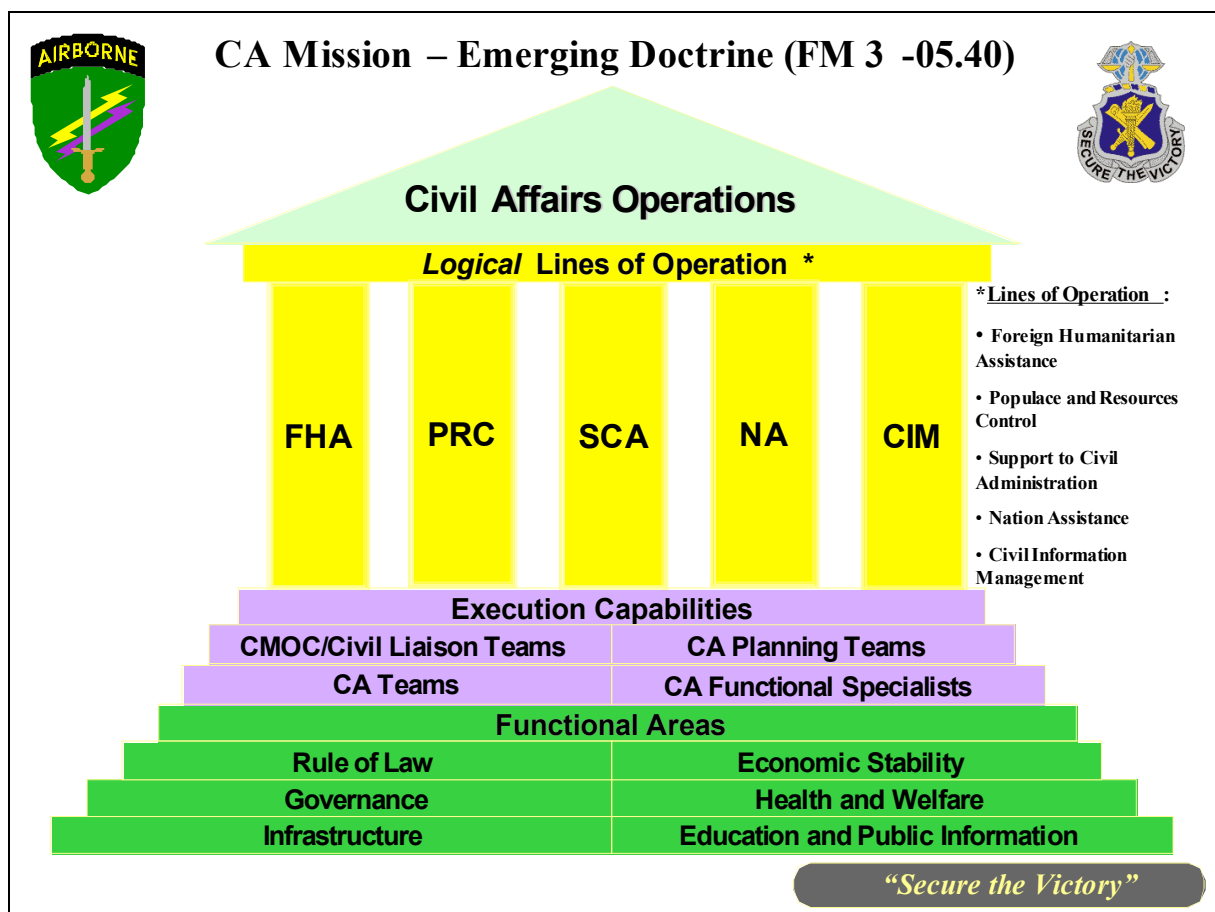 AIRBORNE
CA Mission – Emerging Doctrine (FM 3 -05.40)
SECURE THE VICTORY
Civil Affairs Operations
Logical Lines of Operation *
*Lines of Operation :
• Foreign Humanitarian
Assistance
• Populace and Resources
Control
• Support to Civil
Administration
• Nation Assistance
• Civil Information
Management
FHA
PRC
SCA
NA
CIM
Execution Capabilities
CMOC/Civil Liaison Teams
CA Planning Teams
CA Teams
CA Functional Specialists
Functional Areas
Rule of Law
Economic Stability
Governance
Health and Welfare
Infrastructure
Education and Public Information
“Secure the Victory”